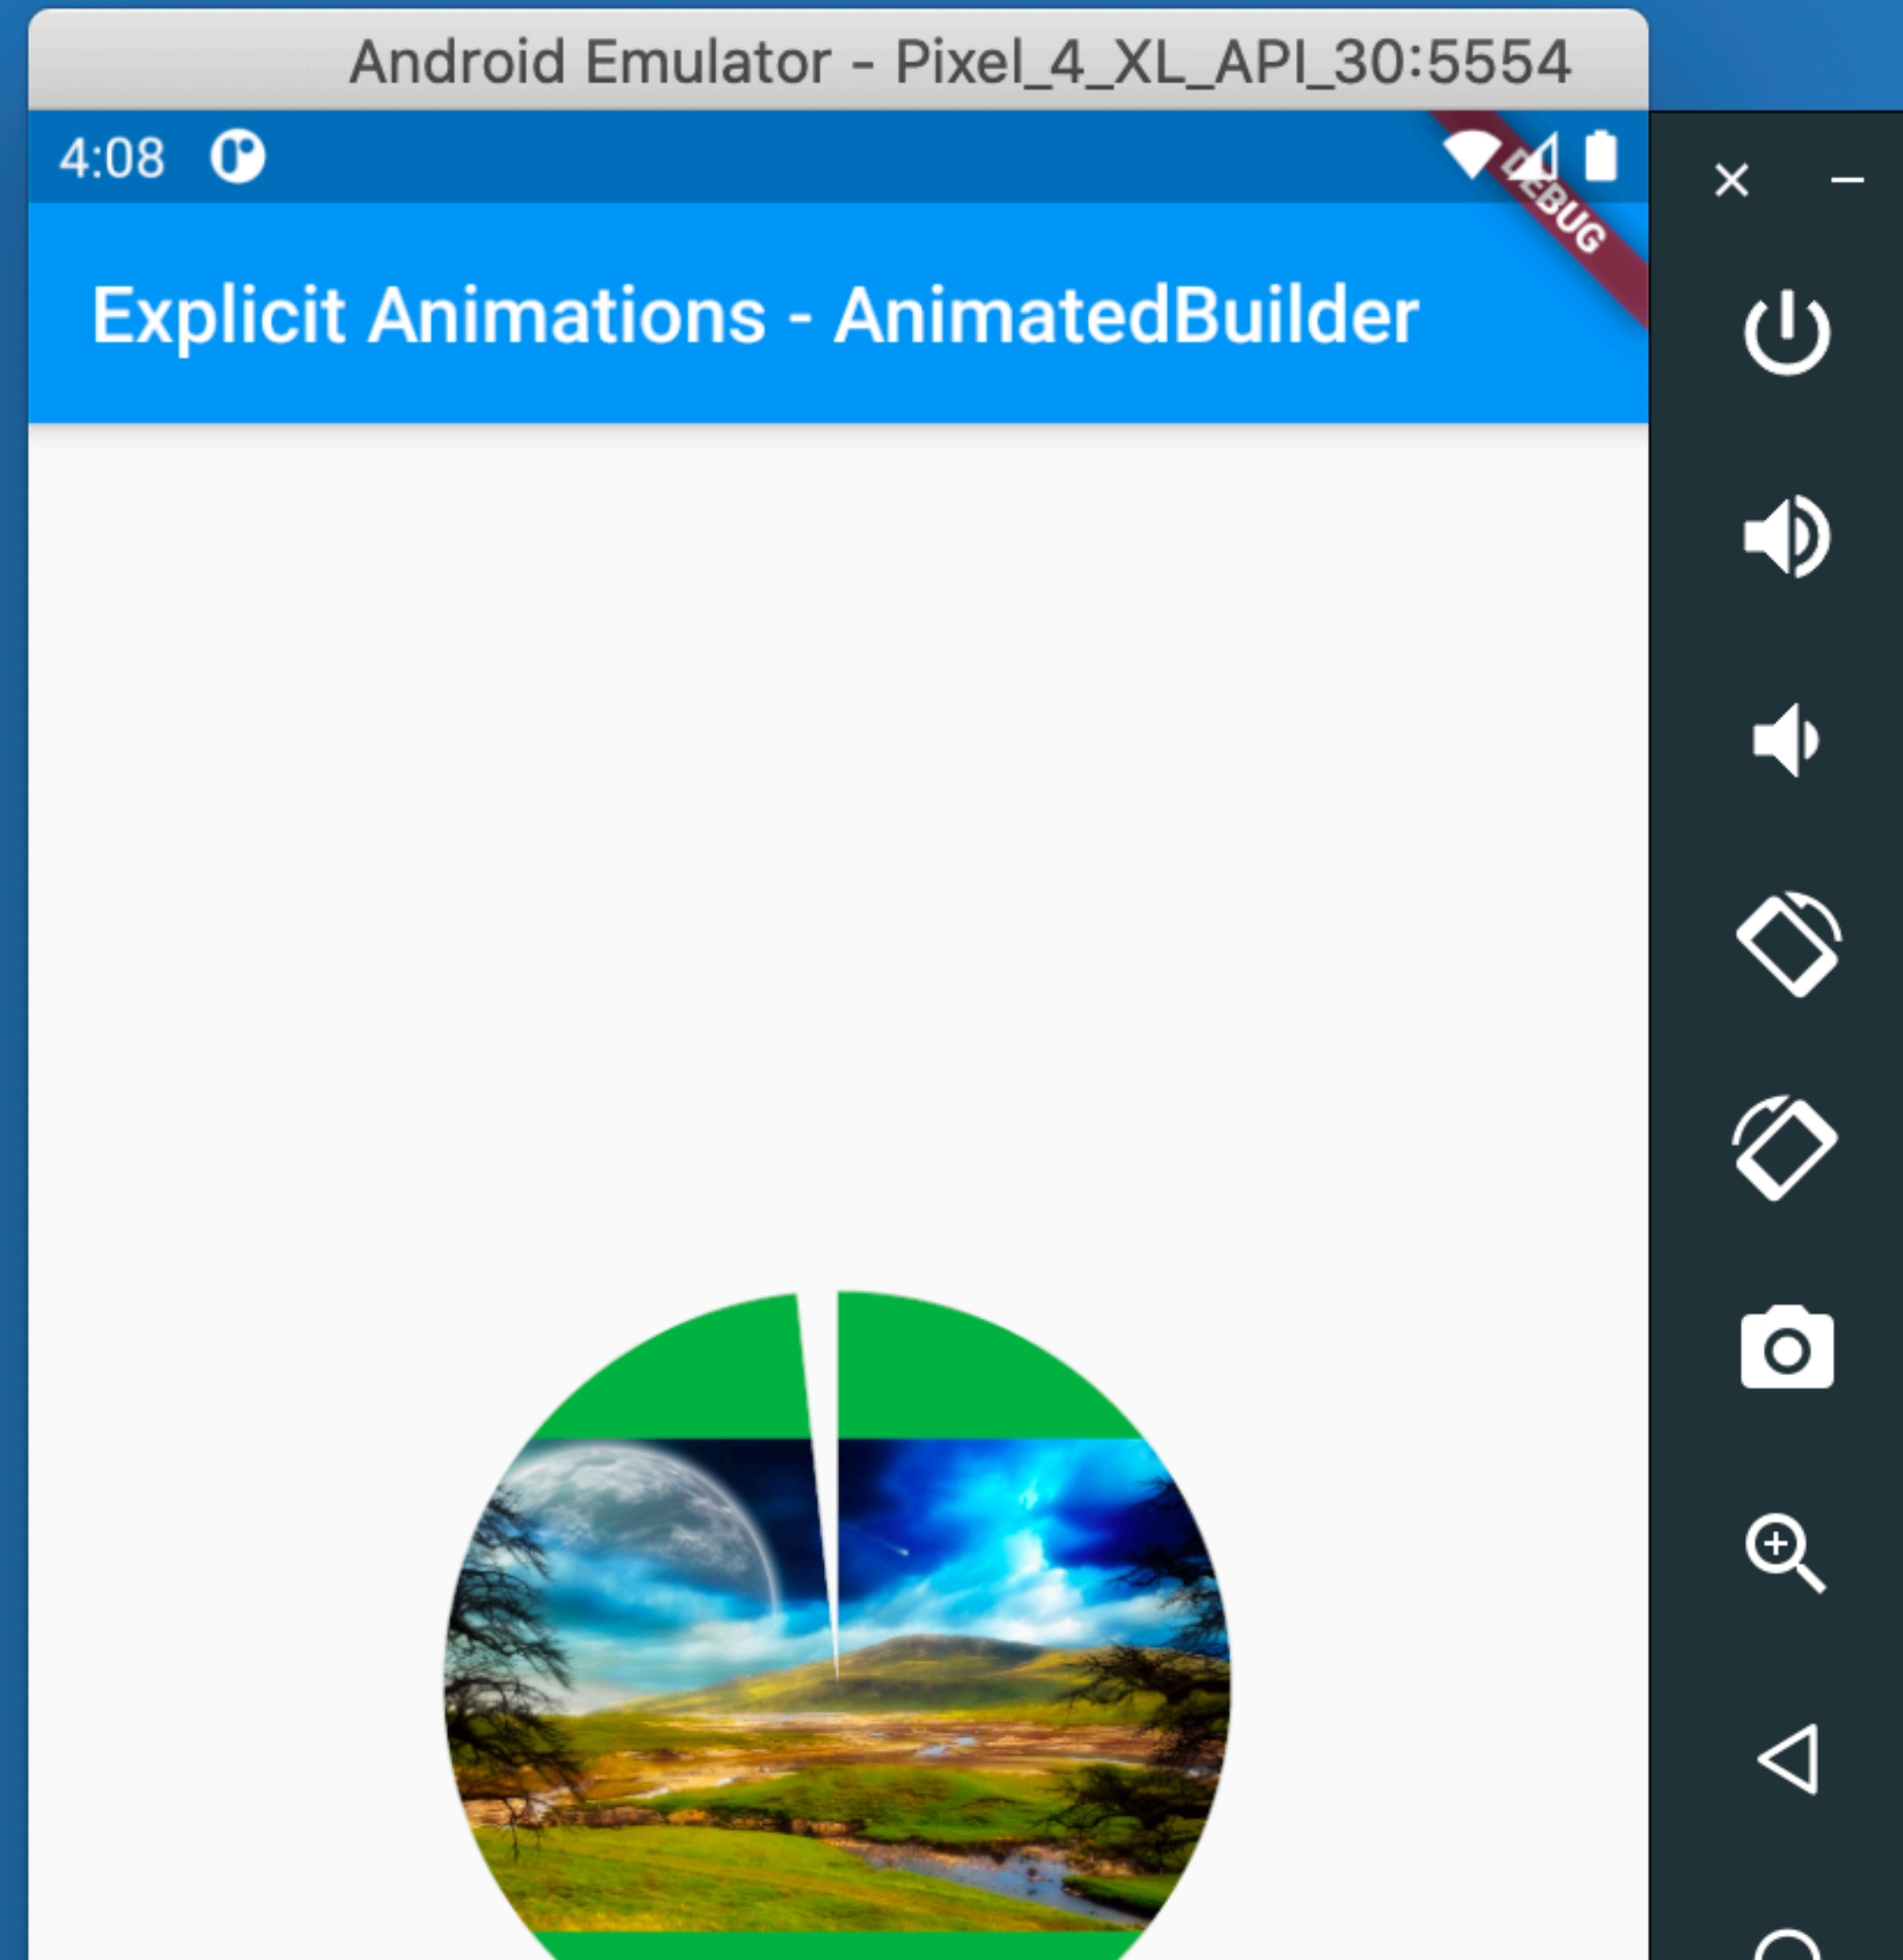 Android Emulator - Pixel_4_XL_API_30:5554
4:08
DEBUG
Explicit Animations - AnimatedBuilder